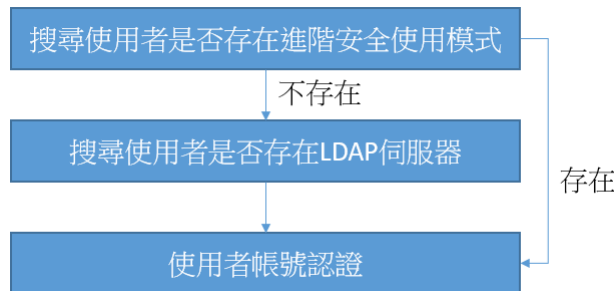 搜尋使用者是否存在進階安全使用模式
不存在
搜尋使用者是否存在LDAP伺服器
存在
使用者帳號認證